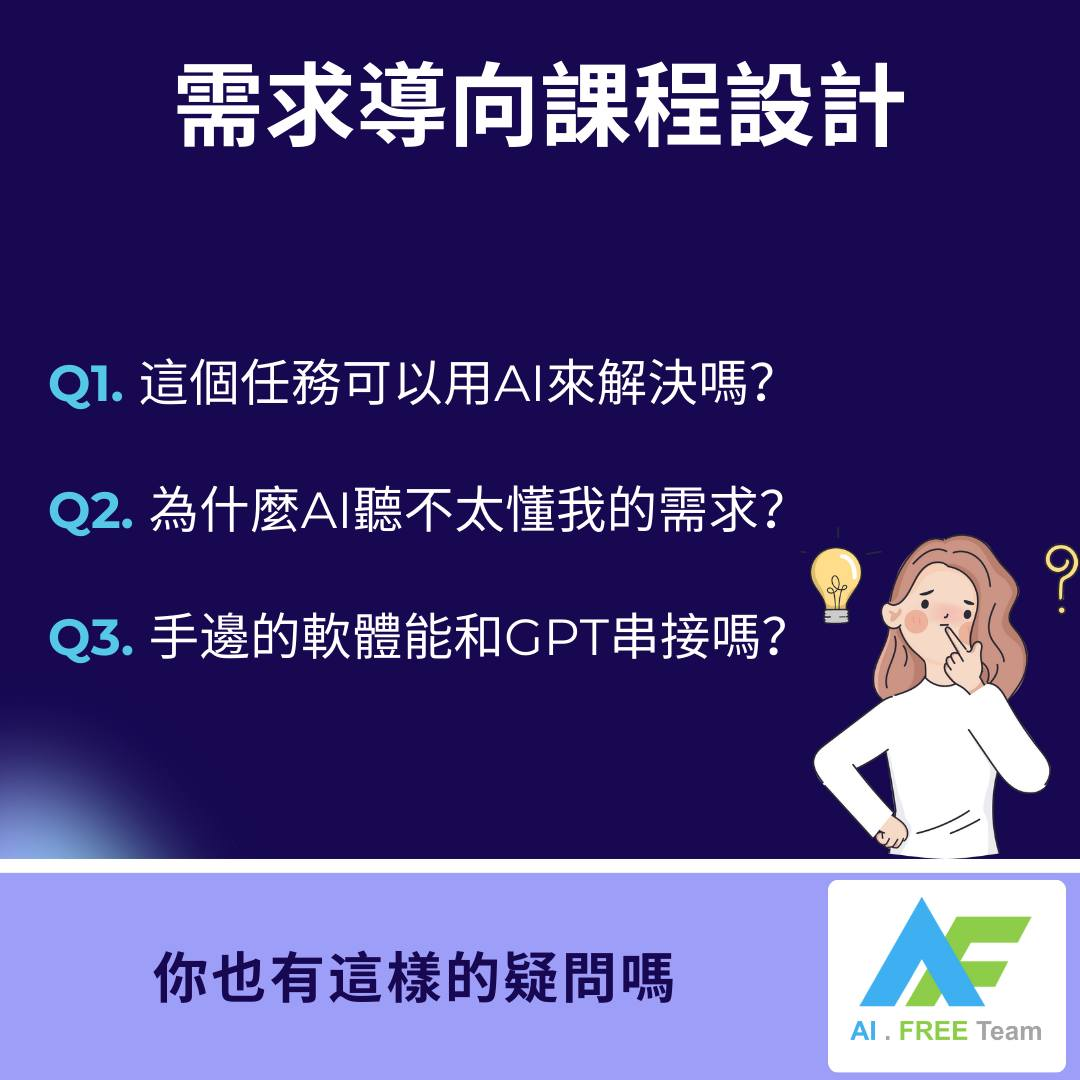 需求導向課程設計
Q1. 這個任務可以用AI來解決嗎?
Q2. 為什麼AI聽不太懂我的需求?
Q3. 手邊的軟體能和GPT串接嗎?
?
你也有這樣的疑問嗎
AF
AI . FREE Team